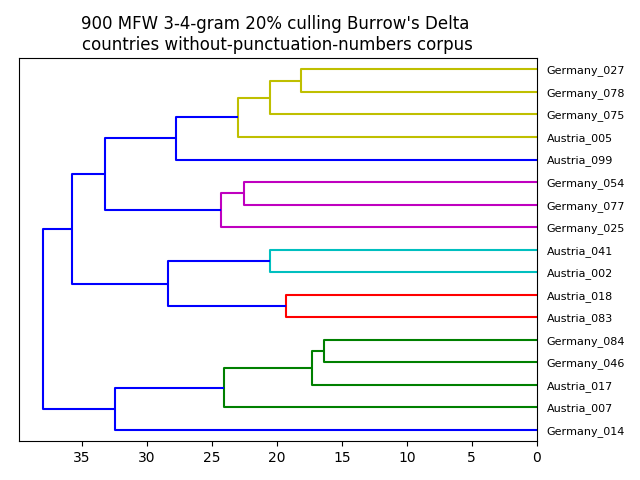 900 MFW 3-4-gram 20% culling Burrow's Delta
countries without-punctuation-numbers corpus
Germany_027
Germany_078
Germany_075
Austria_005
Austria_099
Germany_054
Germany_077
Germany_025
Austria_041
Austria_002
Austria_018
Austria_083
Germany_084
Germany_046
Austria_017
Austria_007
Germany_014
35 30 25 20 15 10 5 0